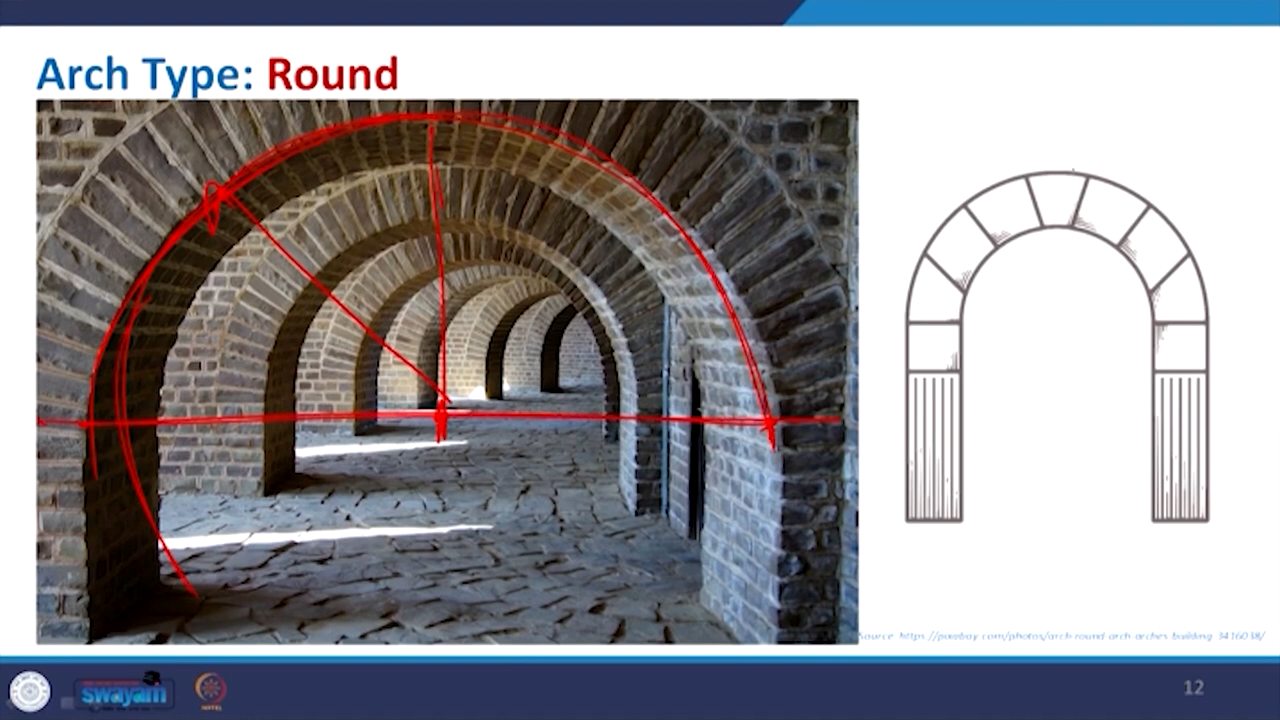 Arch Type: Round
Source: https://pixabay.com/photos/arch-round-arch-arches-building-3416038/
swayam
12